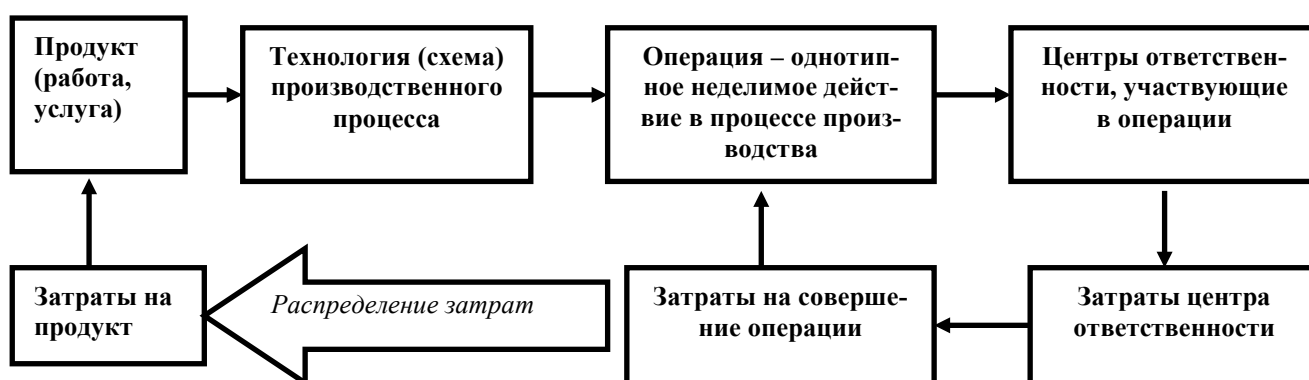 Продукт
(работа,
услуга)
Технология (схема)
производственного
процесса
Операция – однотип-
ное неделимое дейст-
вие в процессе произ-
водства
Центры ответствен-
ности, участвующие
в операции
Затраты на
продукт
Распределение затрат
Затраты на соверше-
ние операции
Затраты центра
ответственности